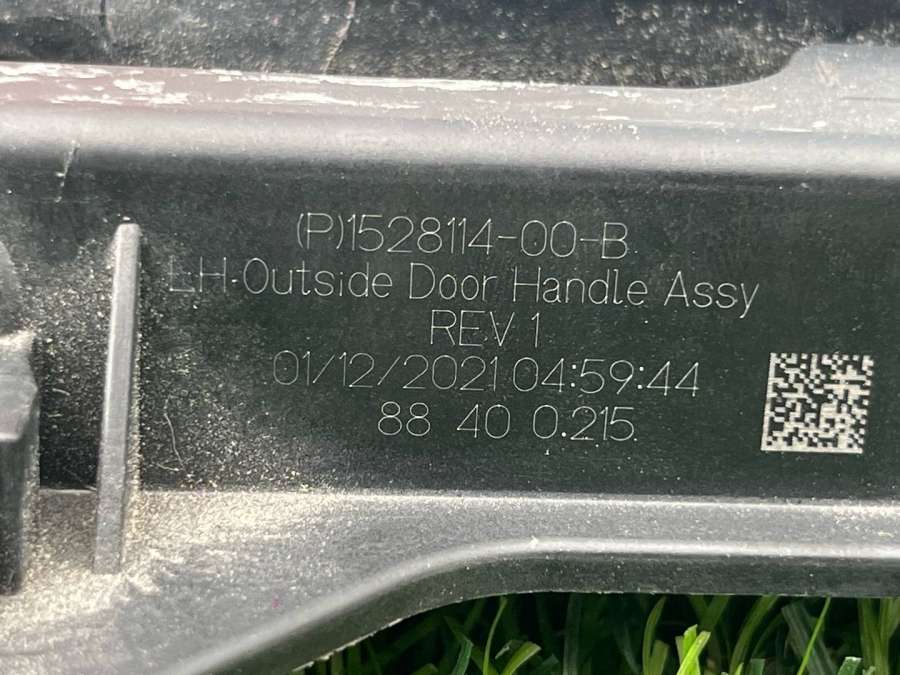 (P)1528114-00-B
LH-Outside Door Handle Assy
REV 1
01/12/2021 04:59:44
88 40 0.215